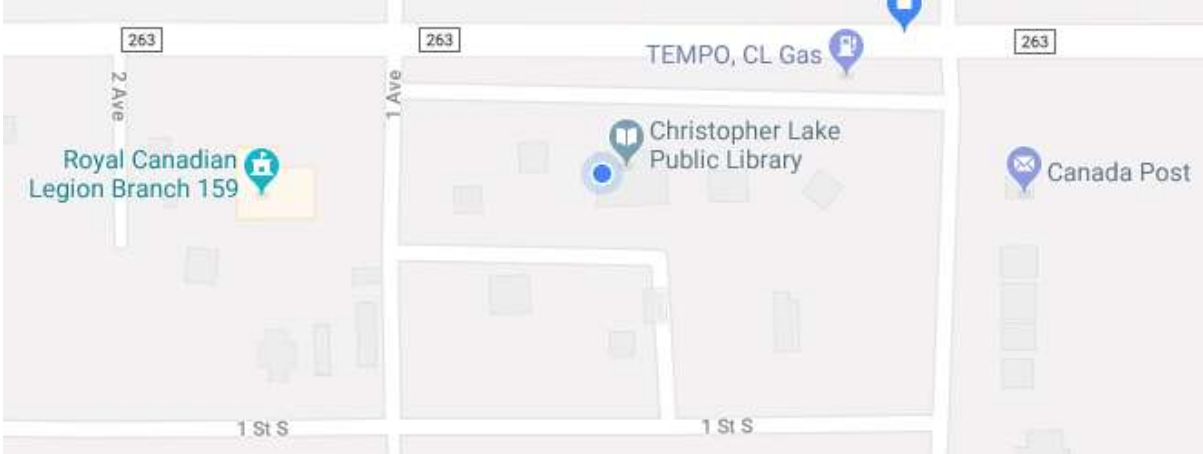 263
263
263
TEMPO, CL Gas
2 Ave
1 Ave
Christopher Lake
Public Library
Royal Canadian
Legion Branch 159
Canada Post
1 St S
1 St S